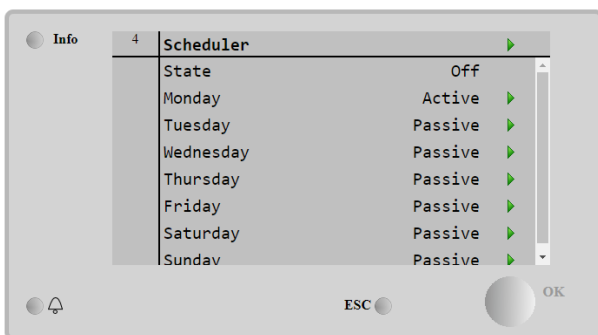 Info
4 Scheduler
State Off
Monday Active
Tuesday Passive
Wednesday Passive
Thursday Passive
Friday Passive
Saturday Passive
Sunday Passive
ESC
OK